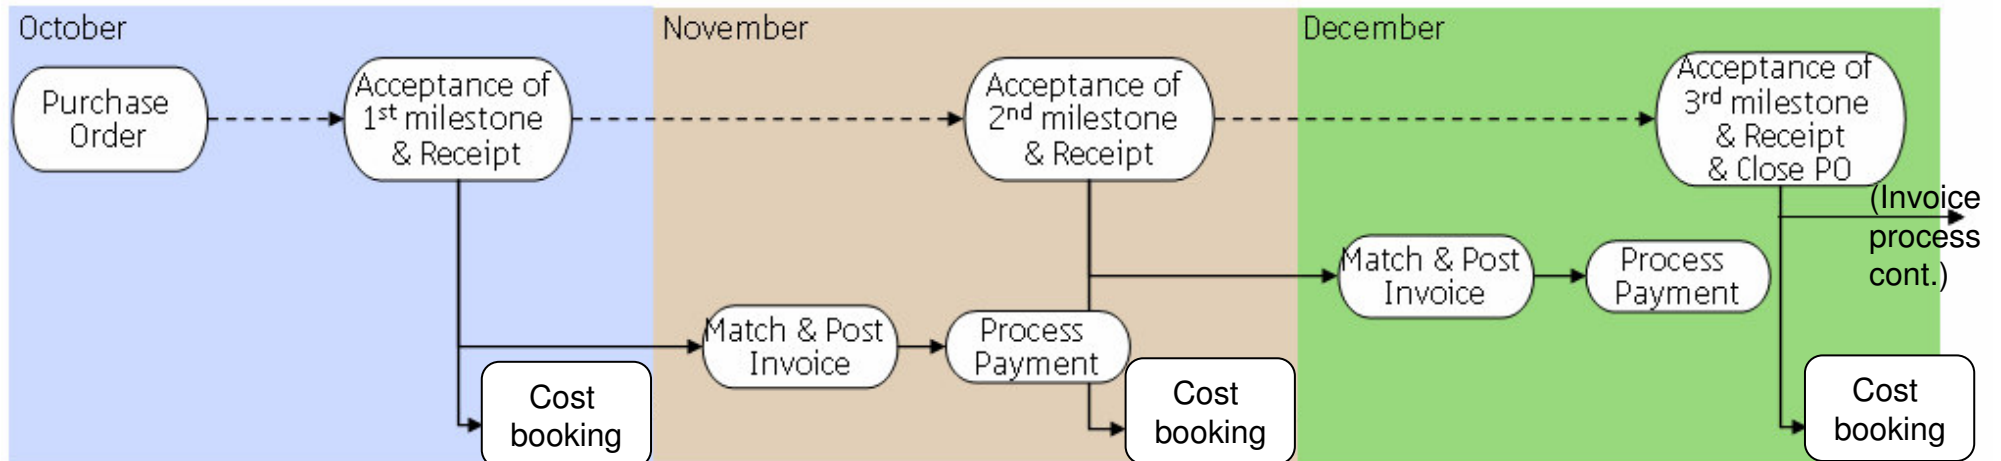 October
Purchase
Order
Acceptance of
1st milestone
& Receipt
Cost
booking
November
Match & Post
Invoice
Process
Payment
Acceptance of
2nd milestone
& Receipt
Cost
booking
December
Match & Post
Invoice
Process
Payment
Acceptance of
3rd milestone
& Receipt
& Close PO
(Invoice
process
cont.)
Cost
booking